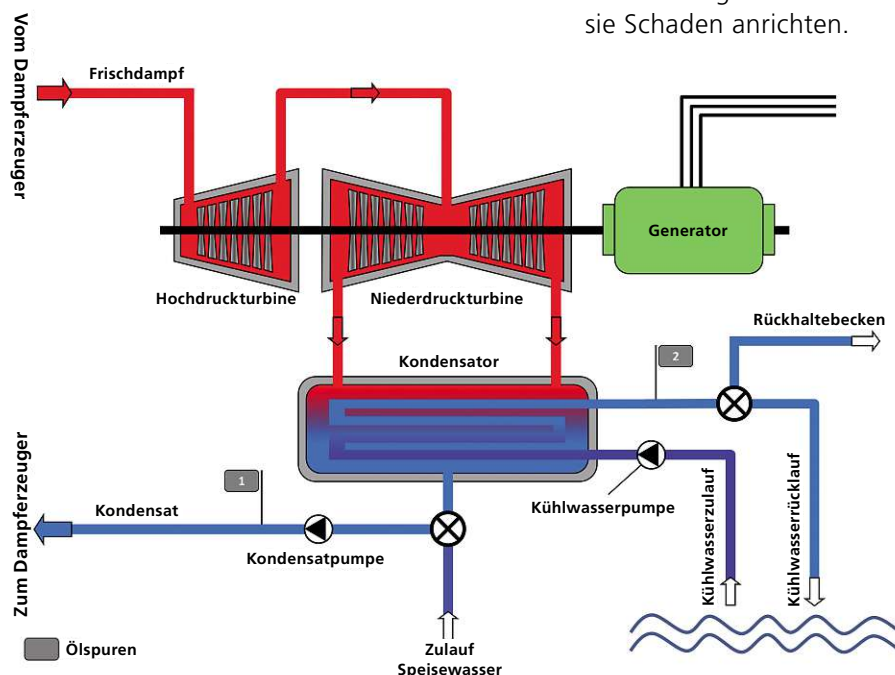 sie Schaden anrichten.
Vom Dampferzeuger
Frischdampf
Generator
Hochdruckturbine
Niederdruckturbine
Rückhaltebecken
Kondensator
2
Zum Dampferzeuger
1
Kondensat
Kondensatpumpe
Kühlwasserpumpe
Kühlwasserzulauf
Kühlwasserrücklauf
Ölspuren
Zulauf
Speisewasser